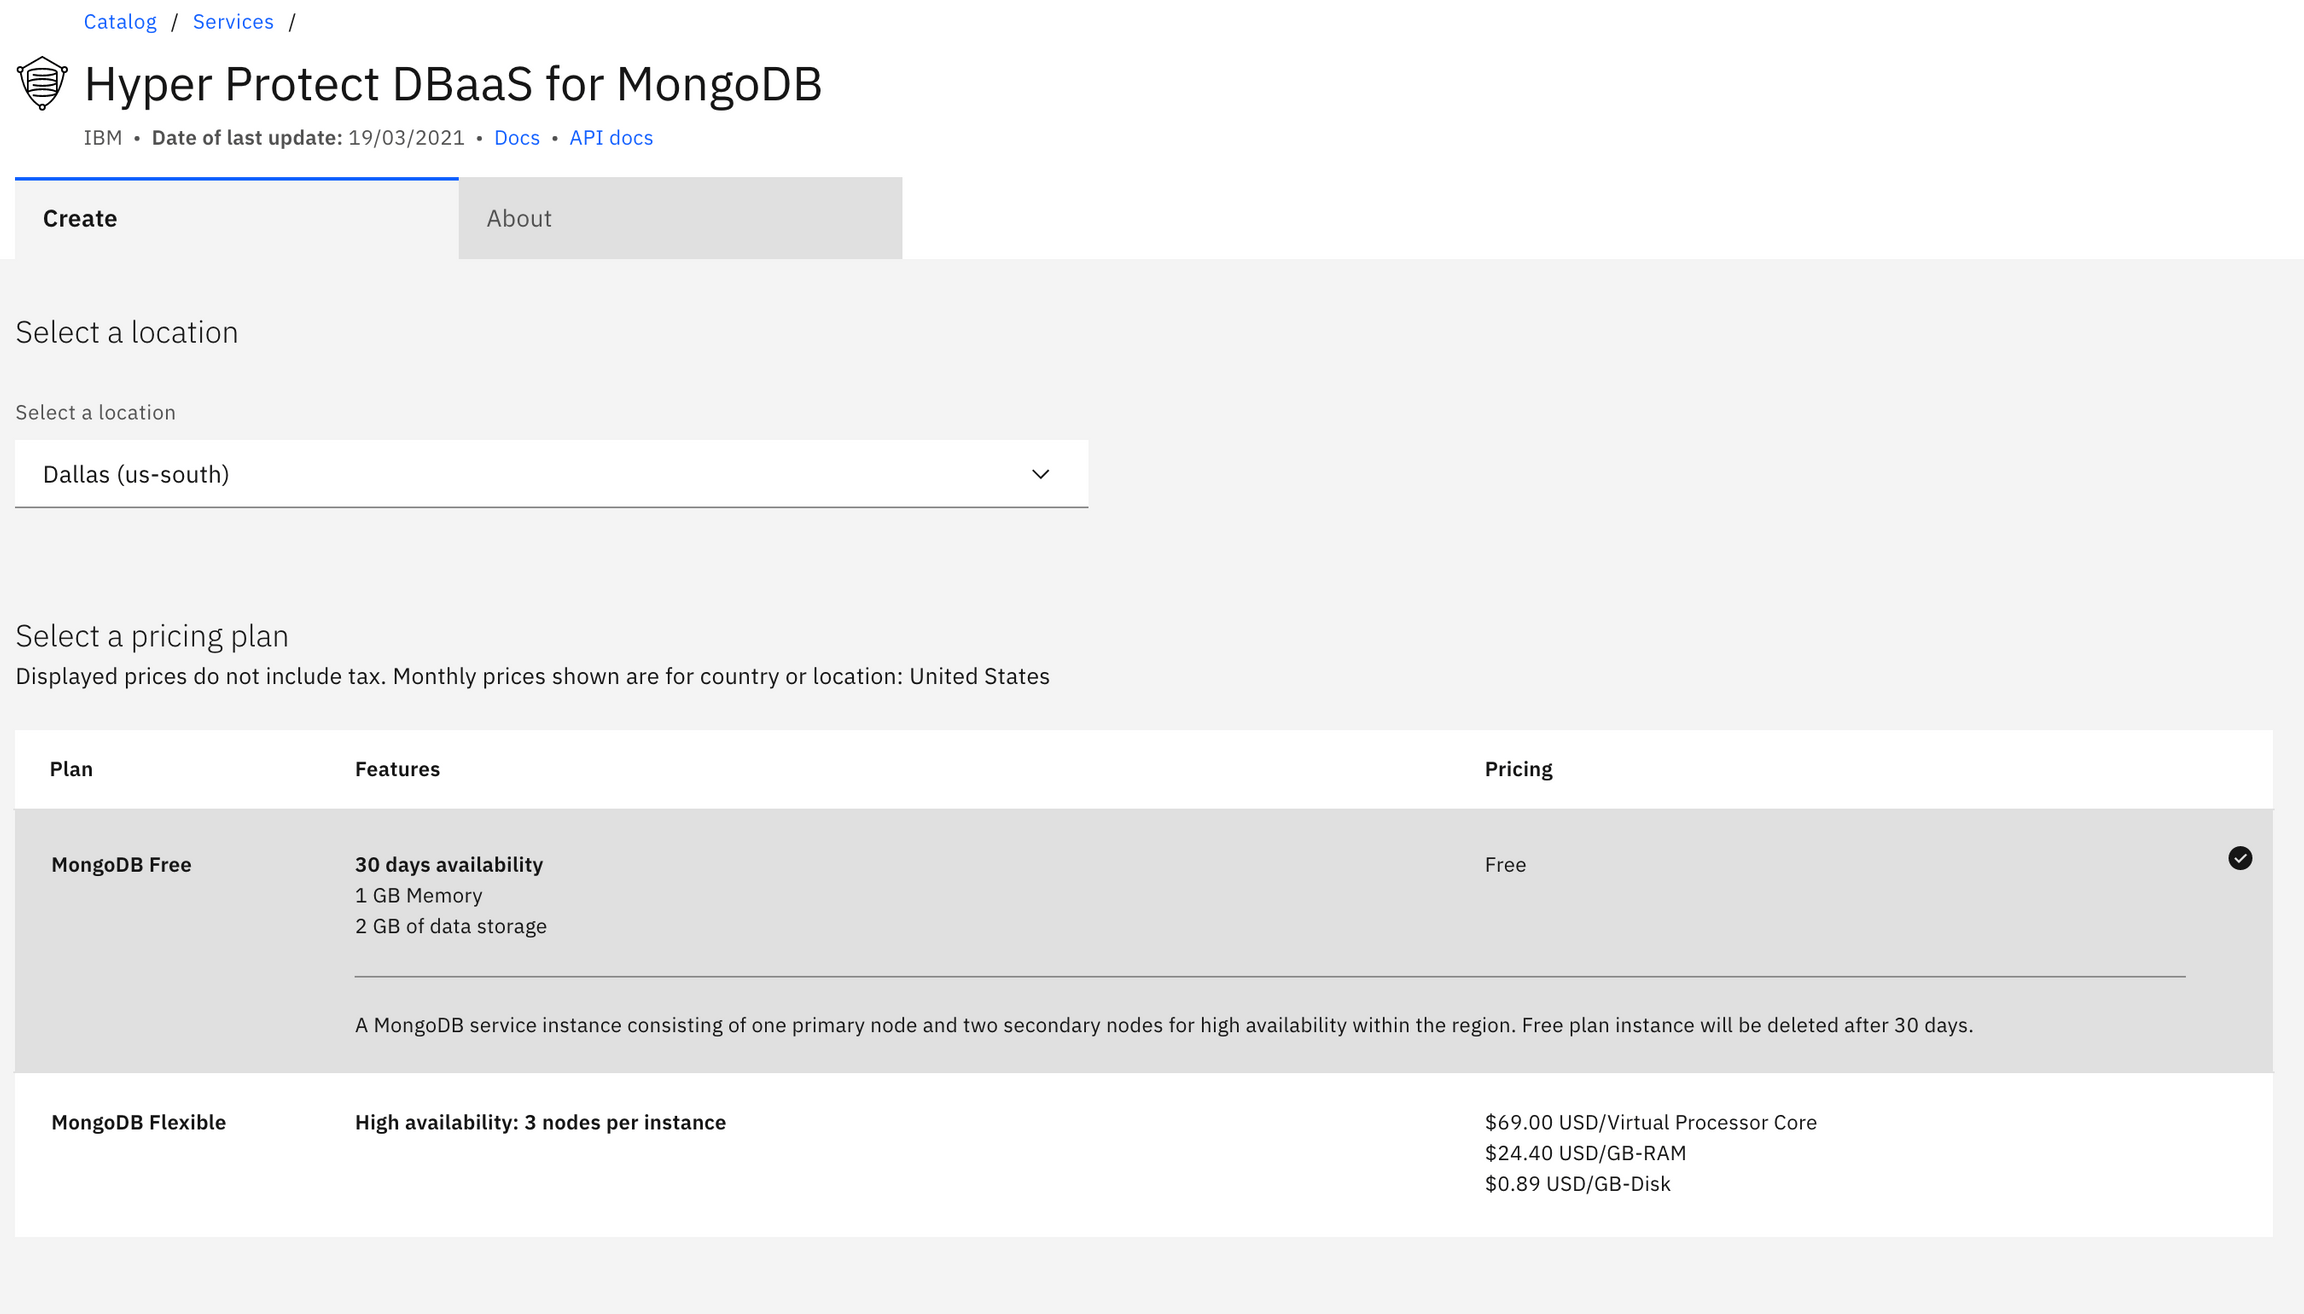 Catalog / Services /
Hyper Protect DBaaS for MongoDB
IBM • Date of last update: 19/03/2021 • Docs • API docs
Create
About
Select a location
Select a location
Dallas (us-south)
Select a pricing plan
Displayed prices do not include tax. Monthly prices shown are for country or location: United States
Plan Features Pricing
MongoDB Free 30 days availability Free
1 GB Memory
2 GB of data storage
A MongoDB service instance consisting of one primary node and two secondary nodes for high availability within the region. Free plan instance will be deleted after 30 days.
MongoDB Flexible High availability: 3 nodes per instance $69.00 USD/Virtual Processor Core
$24.40 USD/GB-RAM
$0.89 USD/GB-Disk